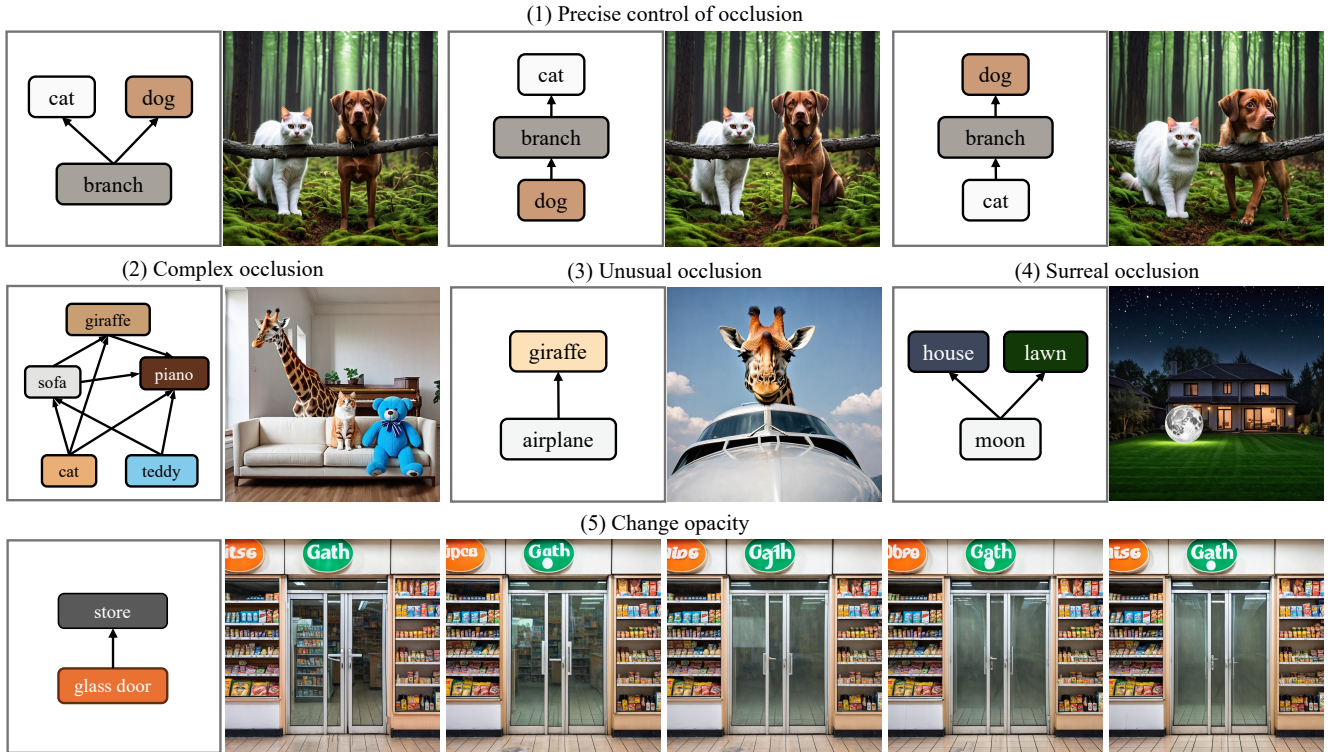 (1) Precise control of occlusion
cat
dog
branch
cat
branch
dog
dog
branch
cat
(2) Complex occlusion
(3) Unusual occlusion
(4) Surreal occlusion
giraffe
sofa
piano
cat
teddy
giraffe
airplane
house
lawn
moon
(5) Change opacity
store
glass door
Gath
Gath
Gath
Gath